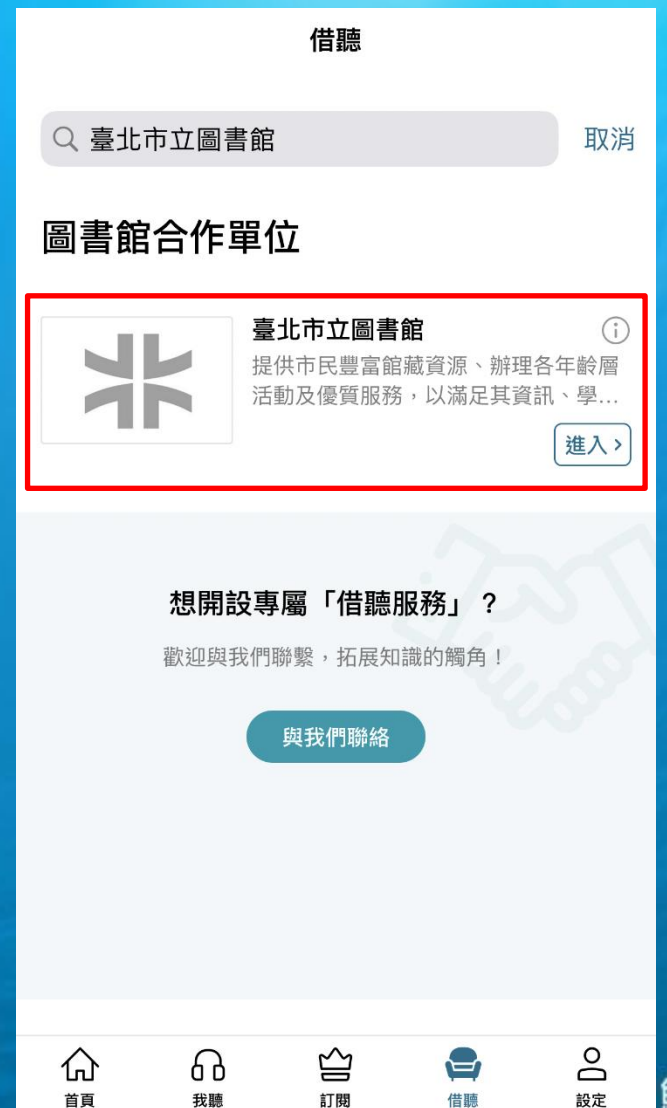 借聽
臺北市立圖書館
取消
圖書館合作單位
臺北市立圖書館
提供市民豐富館藏資源、辦理各年齡層
活動及優質服務，以滿足其資訊、學...
進入 >
想開設專屬「借聽服務」？
歡迎與我們聯繫，拓展知識的觸角！
與我們聯絡
首頁
我聽
訂閱
借聽
設定